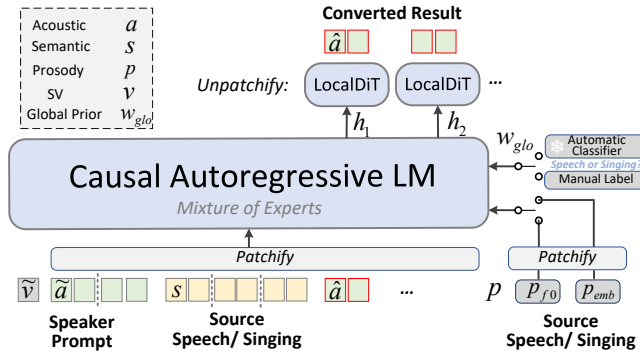 Converted Result
Acoustic a
Semantic s
Prosody p
SV v
Global Prior w_glo
â
Unpatchify: LocalDiT LocalDiT ...
h₁ h₂
w_glo
Automatic Classifier
Speech or Singing?
Manual Label
Causal Autoregressive LM
Mixture of Experts
Patchify
Patchify
ṽ ã s â ...
p p_f0 p_emb
Speaker Prompt
Source Speech/ Singing
Source Speech/ Singing